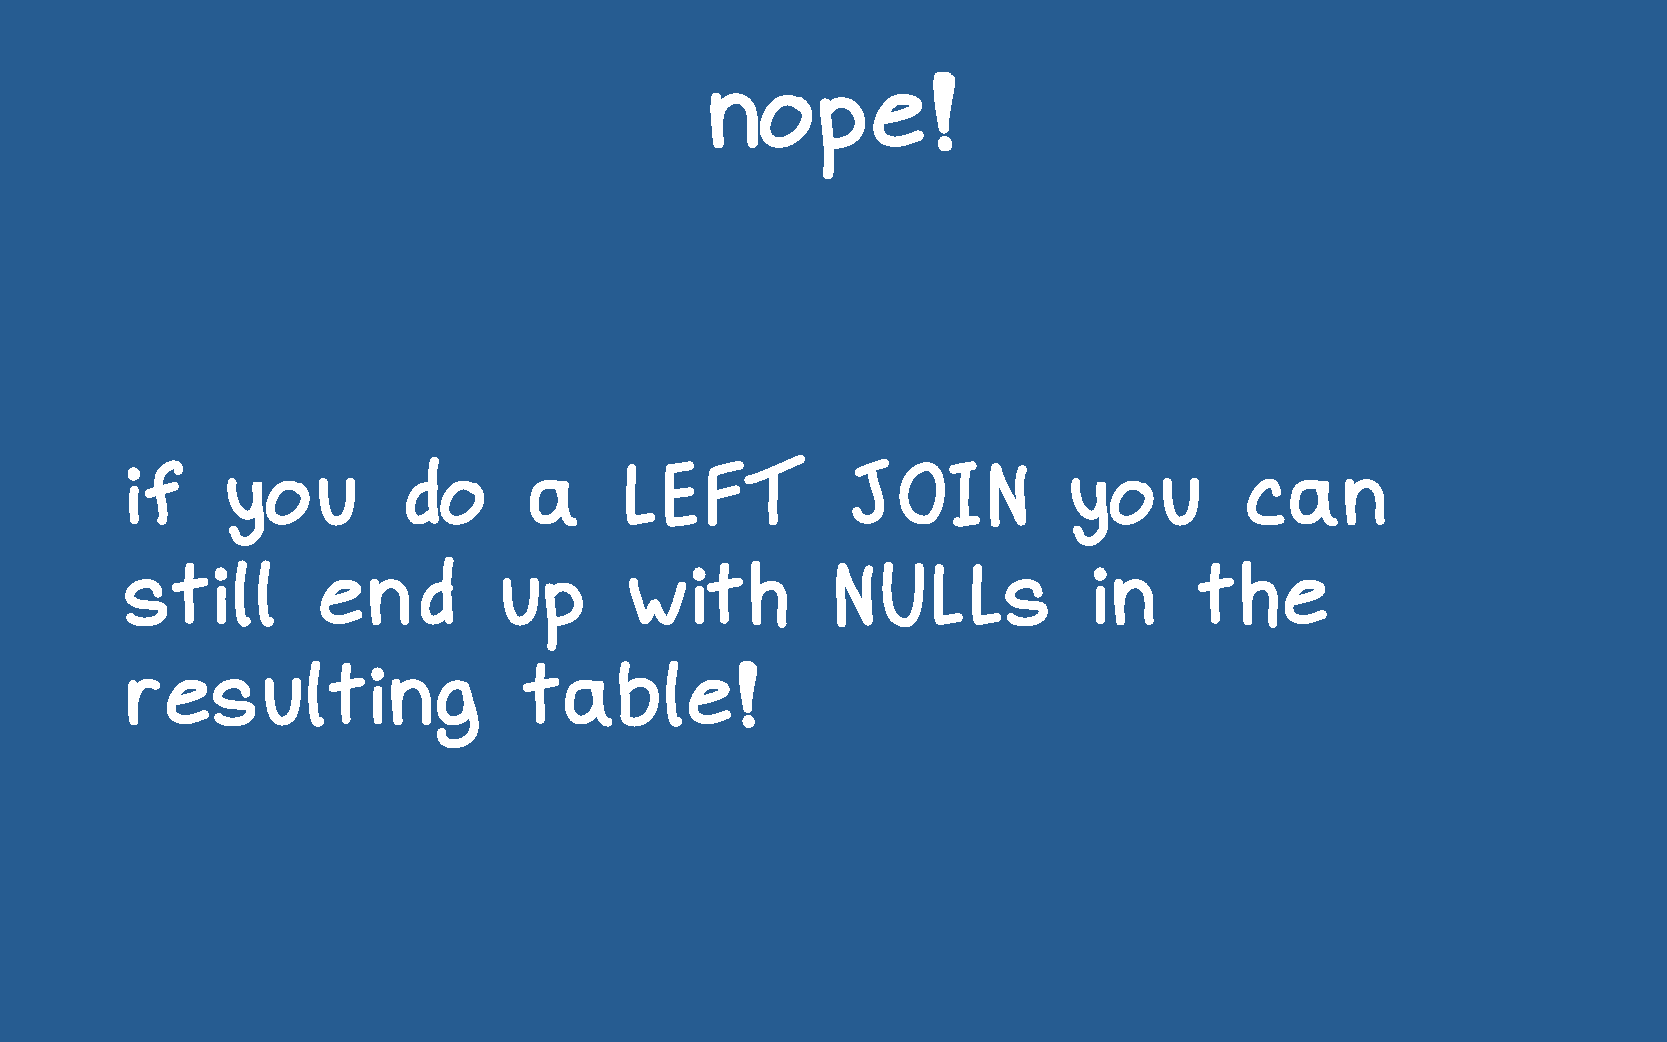 nope!
if you do a LEFT JOIN you can
still end up with NULLs in the
resulting table!